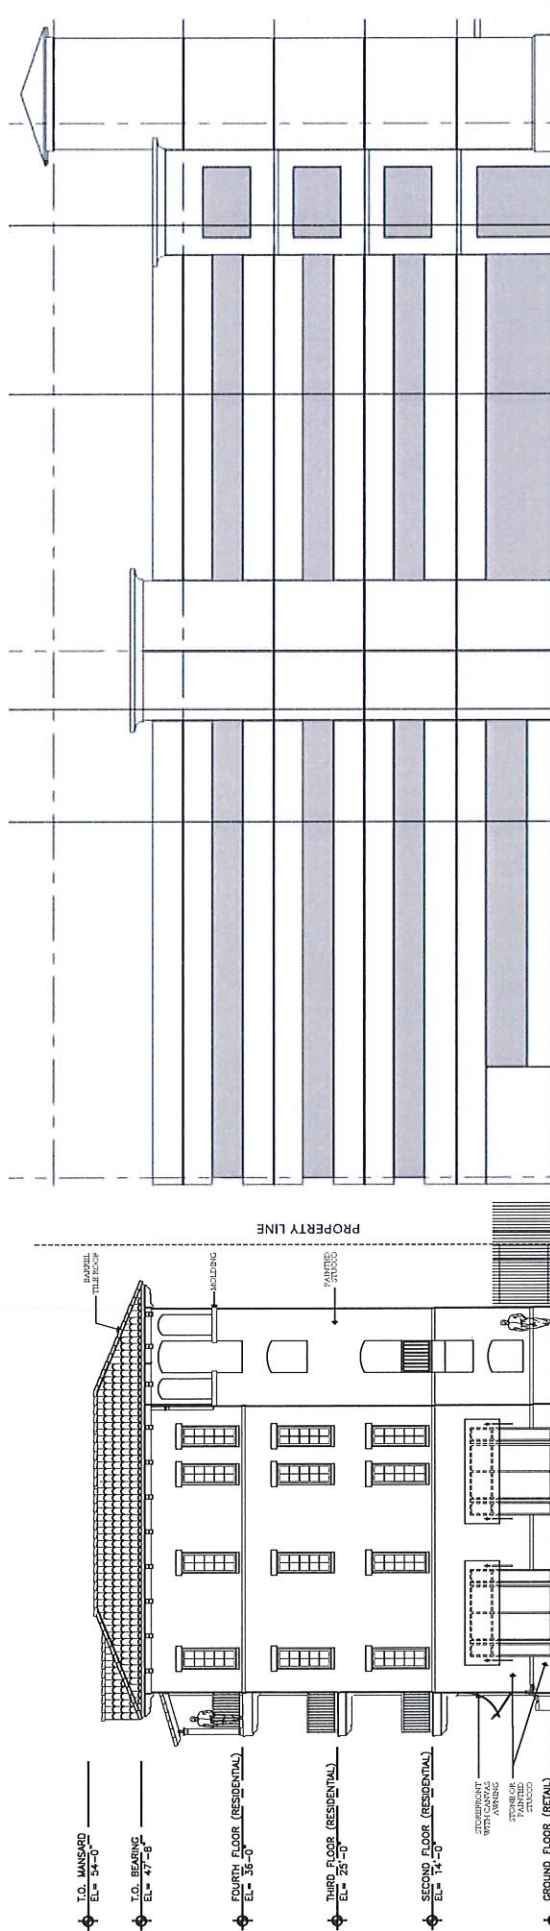 T.O. MANSARD
EL= 54'-0"
T.O. BEARING
EL= 47'-8"
FOURTH FLOOR (RESIDENTIAL)
EL= 36'-0"
THIRD FLOOR (RESIDENTIAL)
EL= 25'-0"
SECOND FLOOR (RESIDENTIAL)
EL= 14'-0"
GROUND FLOOR (RETAIL)
STOREFRONT
WITH CANVAS
AWNING
STONE OR
PAINTED
STUCCO
BARREL
TILE ROOF
MOLDING
PAINTED
STUCCO
PROPERTY LINE